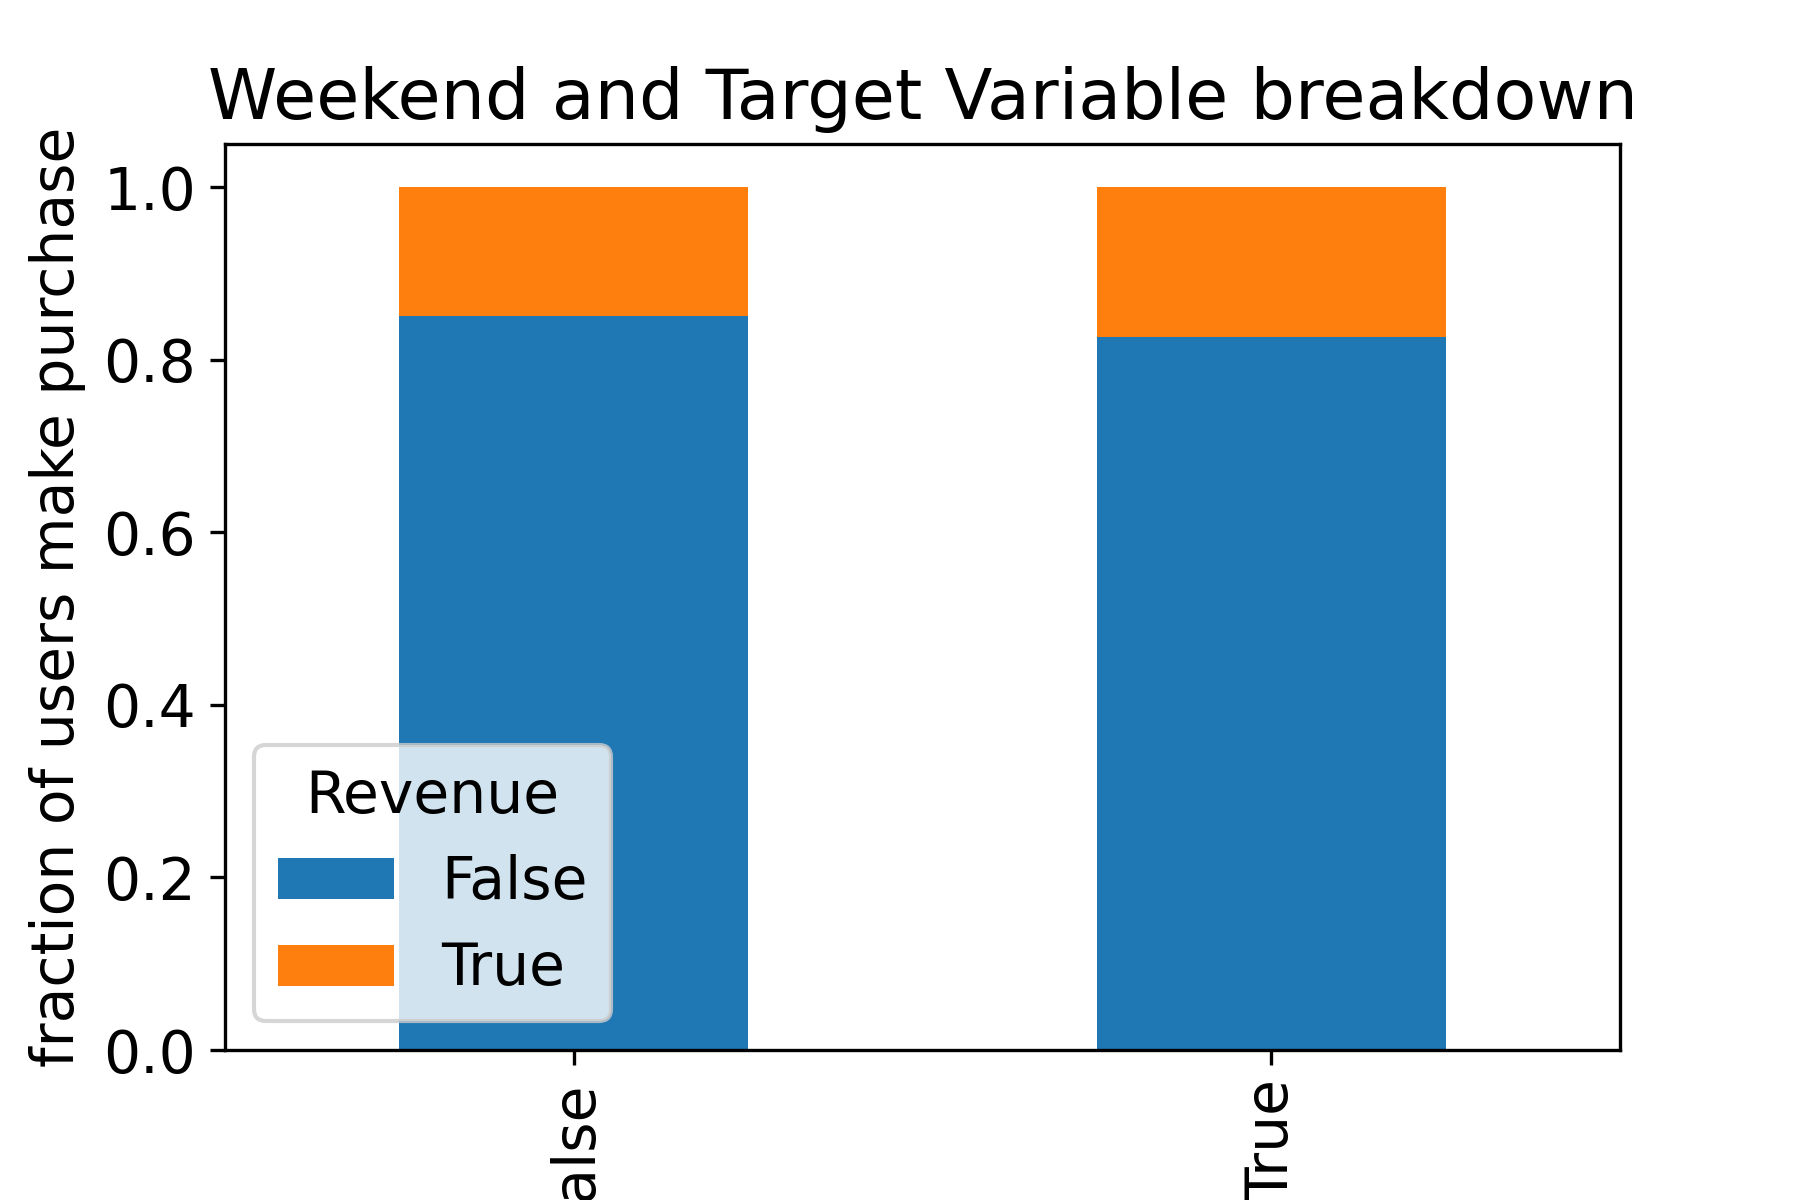 Weekend and Target Variable breakdown
fraction of users make purchase
1.0
0.8
0.6
0.4
0.2
0.0
Revenue
False
True
alse
True